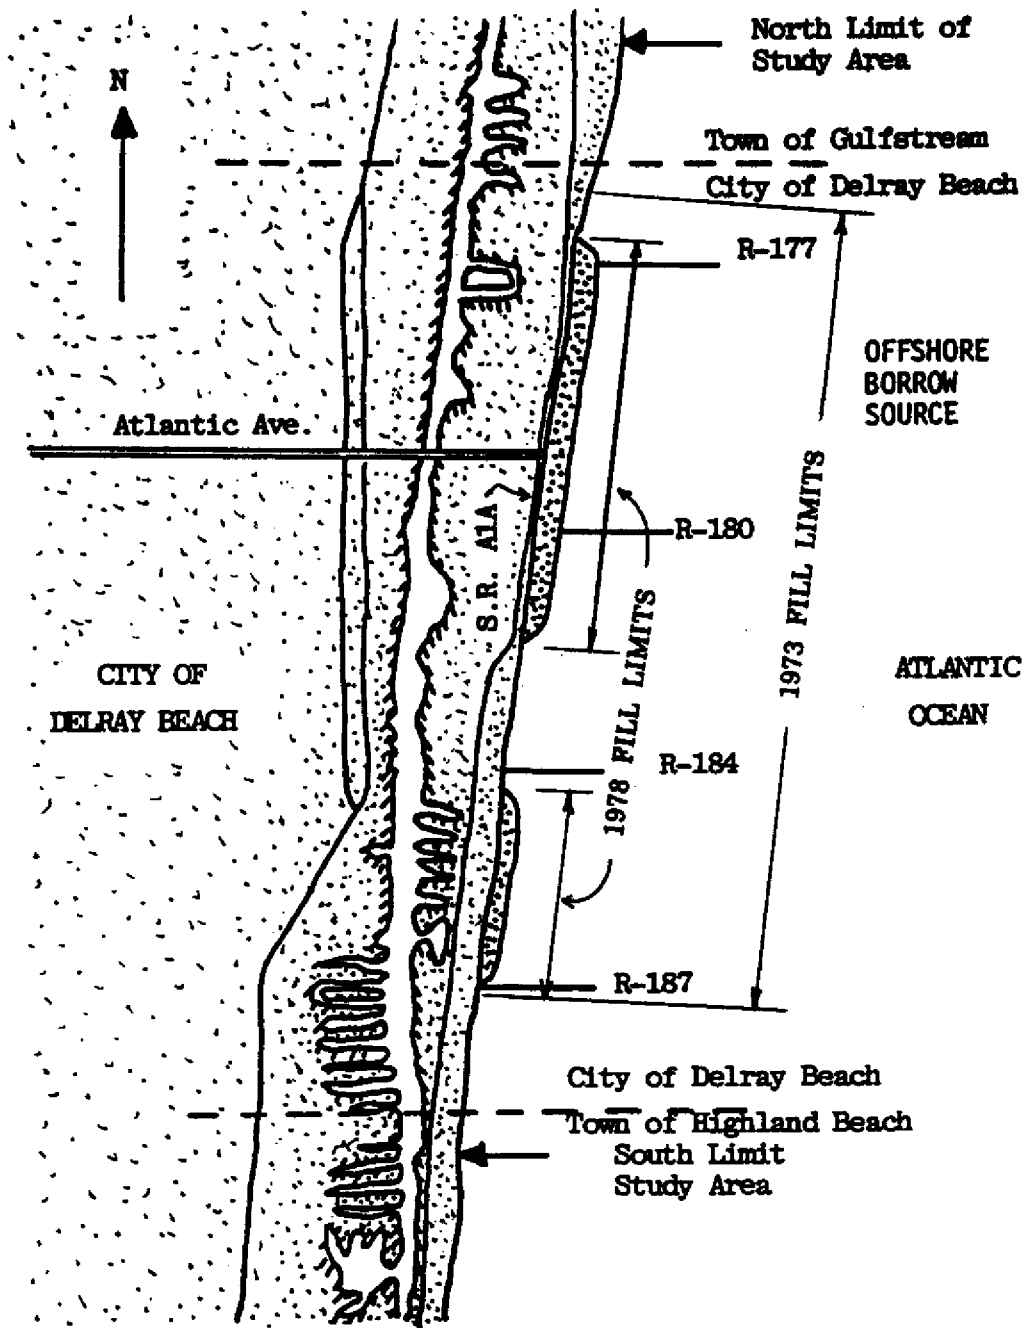 North Limit of
Study Area
N
Town of Gulfstream
City of Delray Beach
R-177
OFFSHORE
BORROW
SOURCE
Atlantic Ave.
S.R. A1A
R-180
1978 FILL LIMITS
1973 FILL LIMITS
CITY OF
DELRAY BEACH
ATLANTIC
OCEAN
R-184
R-187
City of Delray Beach
Town of Highland Beach
South Limit
Study Area